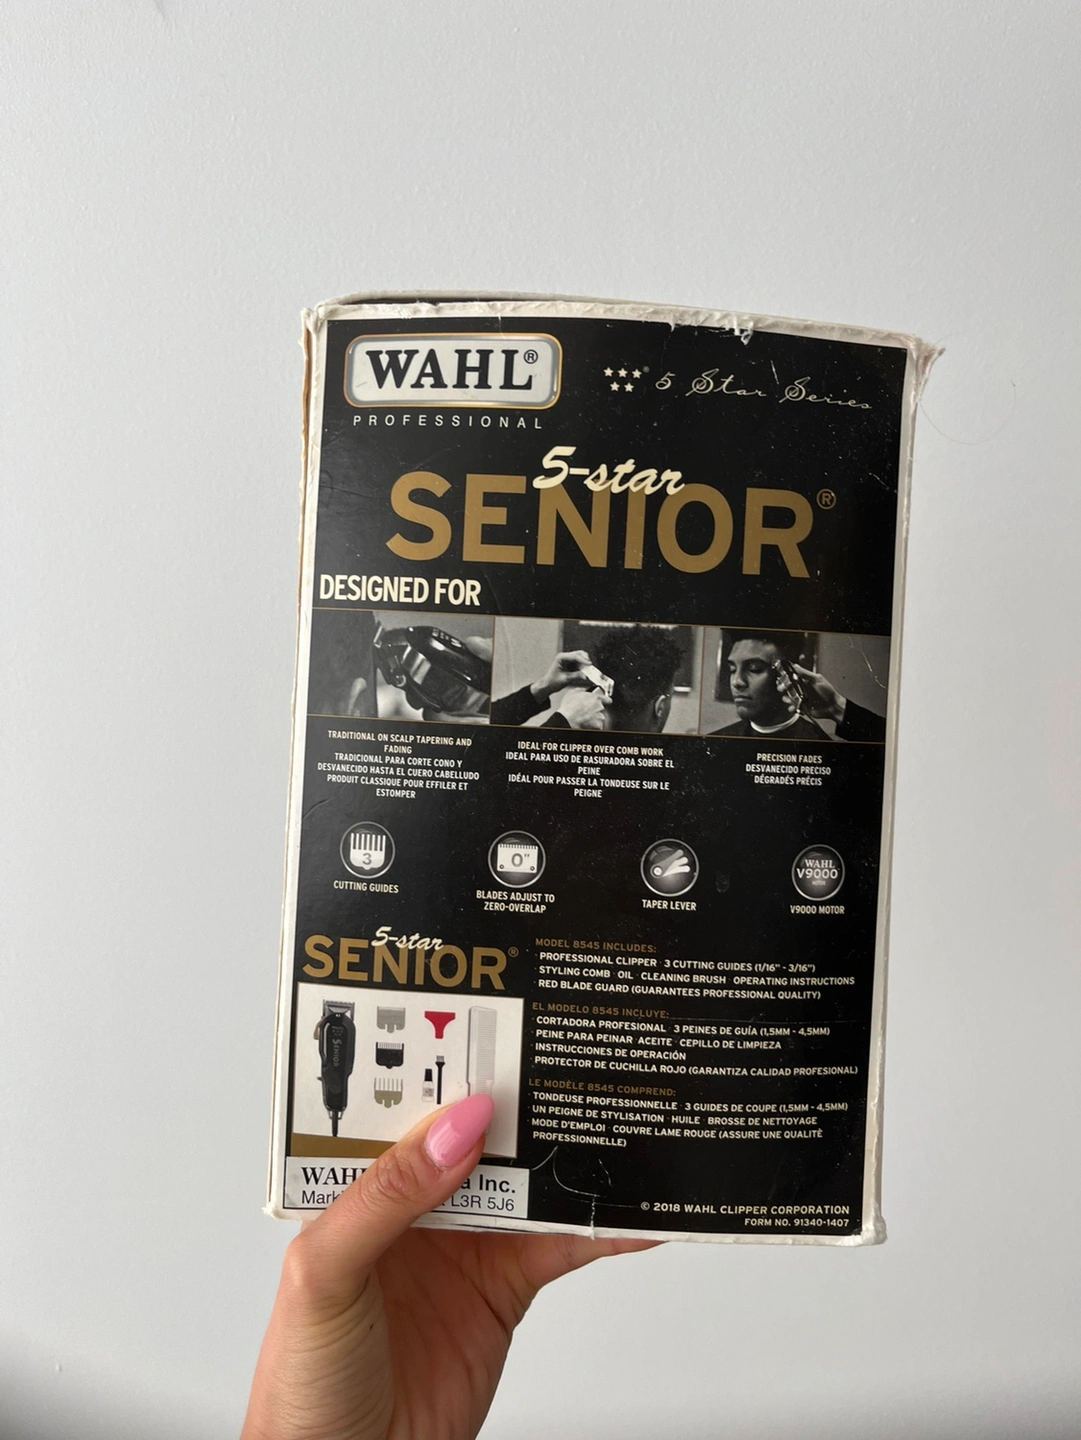 WAHL®
PROFESSIONAL
5 Star Series
5-star
SENIOR®
DESIGNED FOR
TRADITIONAL ON SCALP TAPERING AND
FADING
TRADICIONAL PARA CORTE CONO Y
DESVANECIDO HASTA EL CUERO CABELLUDO
PRODUIT CLASSIQUE POUR EFFILER ET
ESTOMPER
IDEAL FOR CLIPPER OVER COMB WORK
IDEAL PARA USO DE RASURADORA SOBRE EL
PEINE
IDÉAL POUR PASSER LA TONDEUSE SUR LE
PEIGNE
PRECISION FADES
DESVANECIDO PRECISO
DÉGRADÉS PRÉCIS
3
CUTTING GUIDES
0"
BLADES ADJUST TO
ZERO-OVERLAP
TAPER LEVER
WAHL
V9000
MOTOR
V9000 MOTOR
5-star
SENIOR®
SENIOR
MODEL 8545 INCLUDES:
· PROFESSIONAL CLIPPER · 3 CUTTING GUIDES (1/16" - 3/16")
· STYLING COMB · OIL · CLEANING BRUSH · OPERATING INSTRUCTIONS
· RED BLADE GUARD (GUARANTEES PROFESSIONAL QUALITY)
EL MODELO 8545 INCLUYE:
· CORTADORA PROFESIONAL · 3 PEINES DE GUÍA (1,5MM - 4,5MM)
· PEINE PARA PEINAR · ACEITE · CEPILLO DE LIMPIEZA
· INSTRUCCIONES DE OPERACIÓN
· PROTECTOR DE CUCHILLA ROJO (GARANTIZA CALIDAD PROFESIONAL)
LE MODÈLE 8545 COMPREND:
· TONDEUSE PROFESSIONNELLE · 3 GUIDES DE COUPE (1,5MM - 4,5MM)
· UN PEIGNE DE STYLISATION · HUILE · BROSSE DE NETTOYAGE
· MODE D'EMPLOI · COUVRE LAME ROUGE (ASSURE UNE QUALITÉ
PROFESSIONNELLE)
WAHL a Inc.
Mark L3R 5J6
© 2018 WAHL CLIPPER CORPORATION
FORM NO. 91340-1407